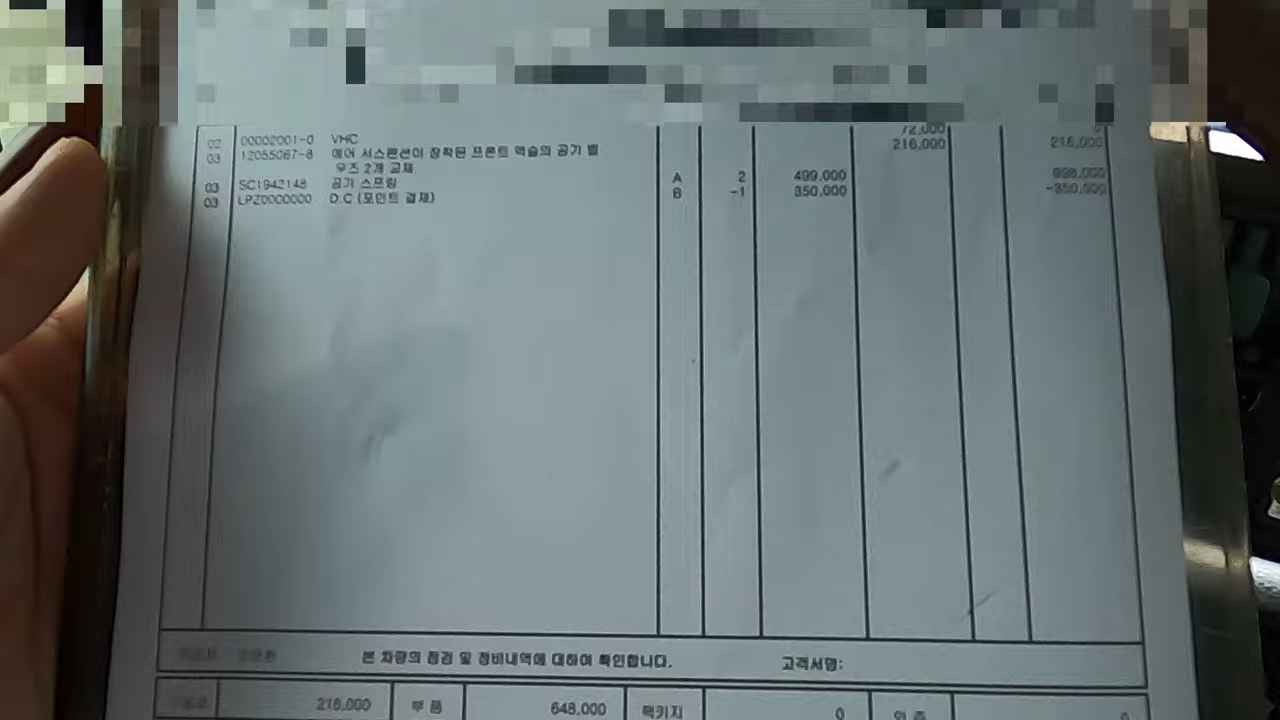 72,000 0
02 00002001-0 VHC 216,000 216,000
03 12055067-8 에어 서스펜션이 장착된 프론트 액슬의 공기 벨
우즈 2개 교체
03 SC1942148 공기 스프링 A 2 499,000 998,000
03 LPZ0000000 D.C (포인트 결제) B -1 350,000 -350,000
본 차량의 점검 및 정비내역에 대하여 확인합니다. 고객서명:
216,000 부 품 648,000 팩키지 0 외 주 0